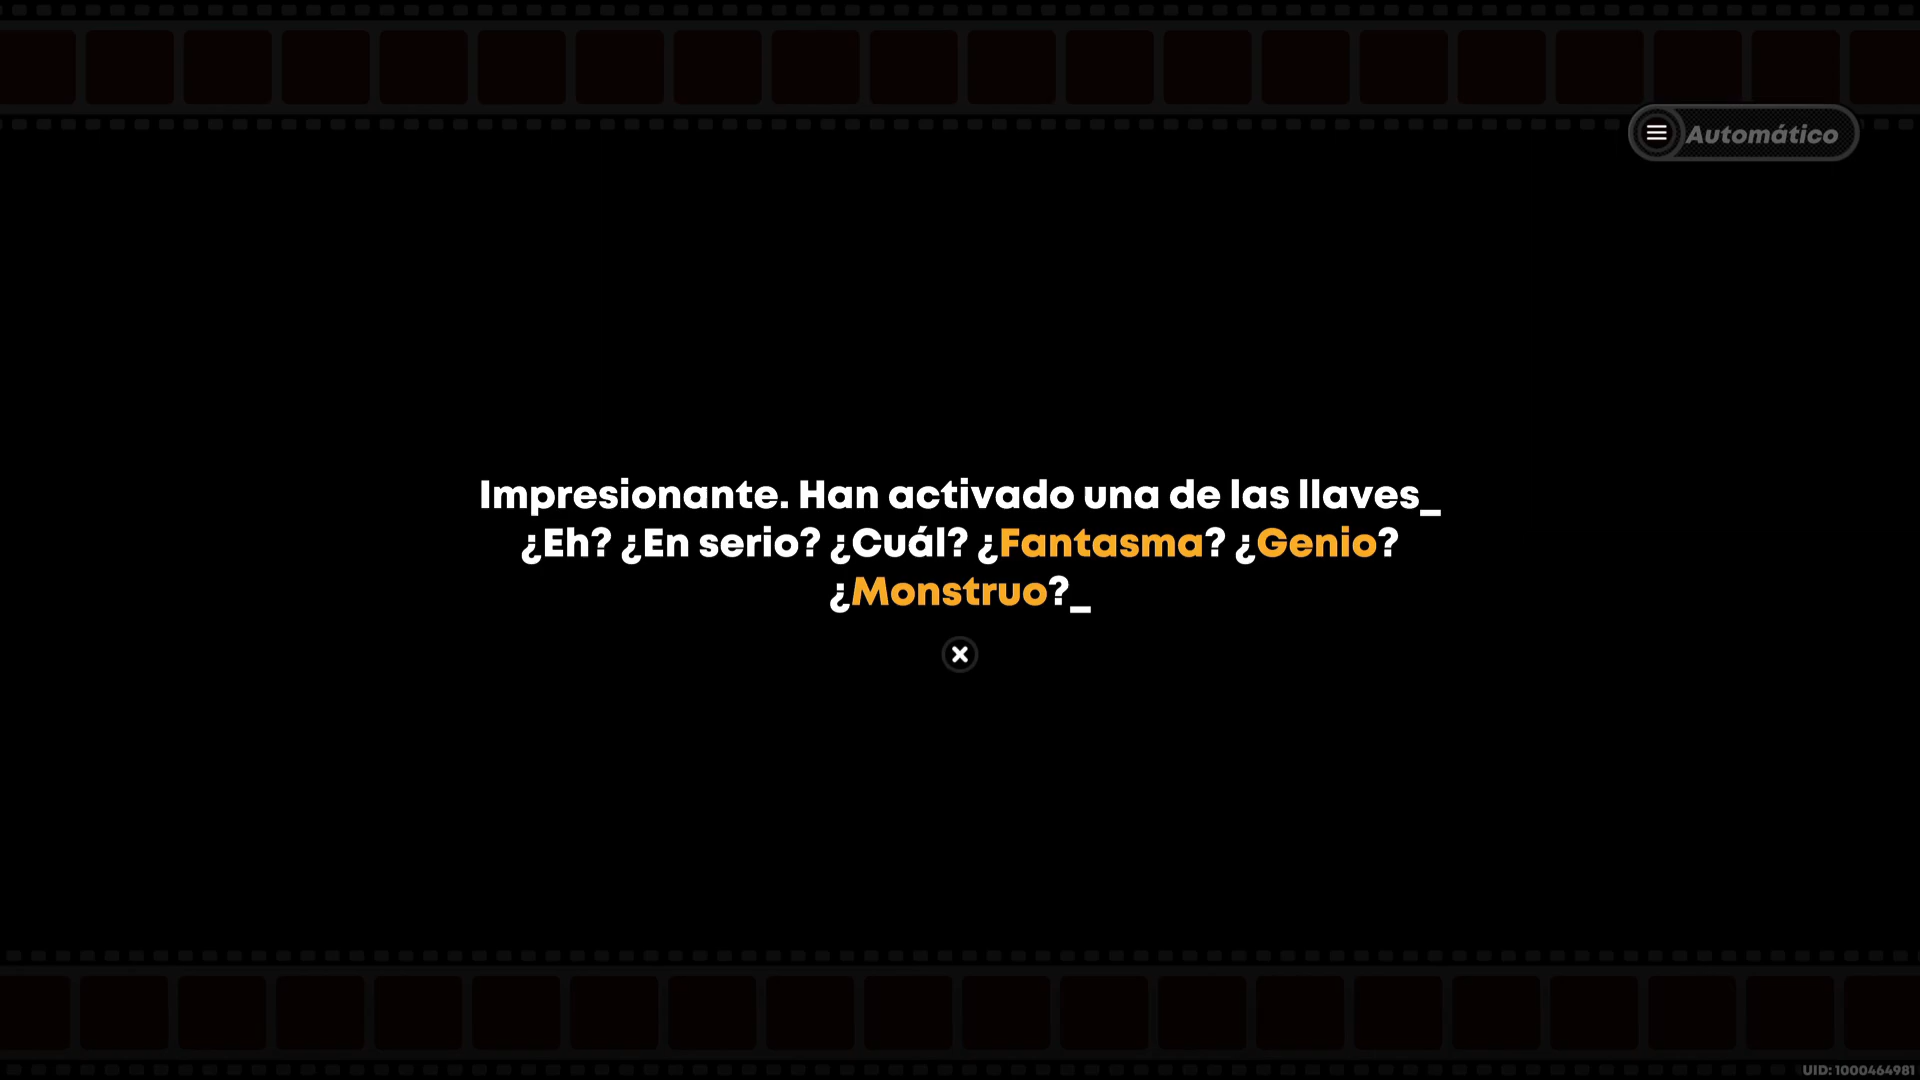 Automático
Impresionante. Han activado una de las llaves_
¿Eh? ¿En serio? ¿Cuál? ¿Fantasma? ¿Genio?
¿Monstruo?_
UID: 1000464981